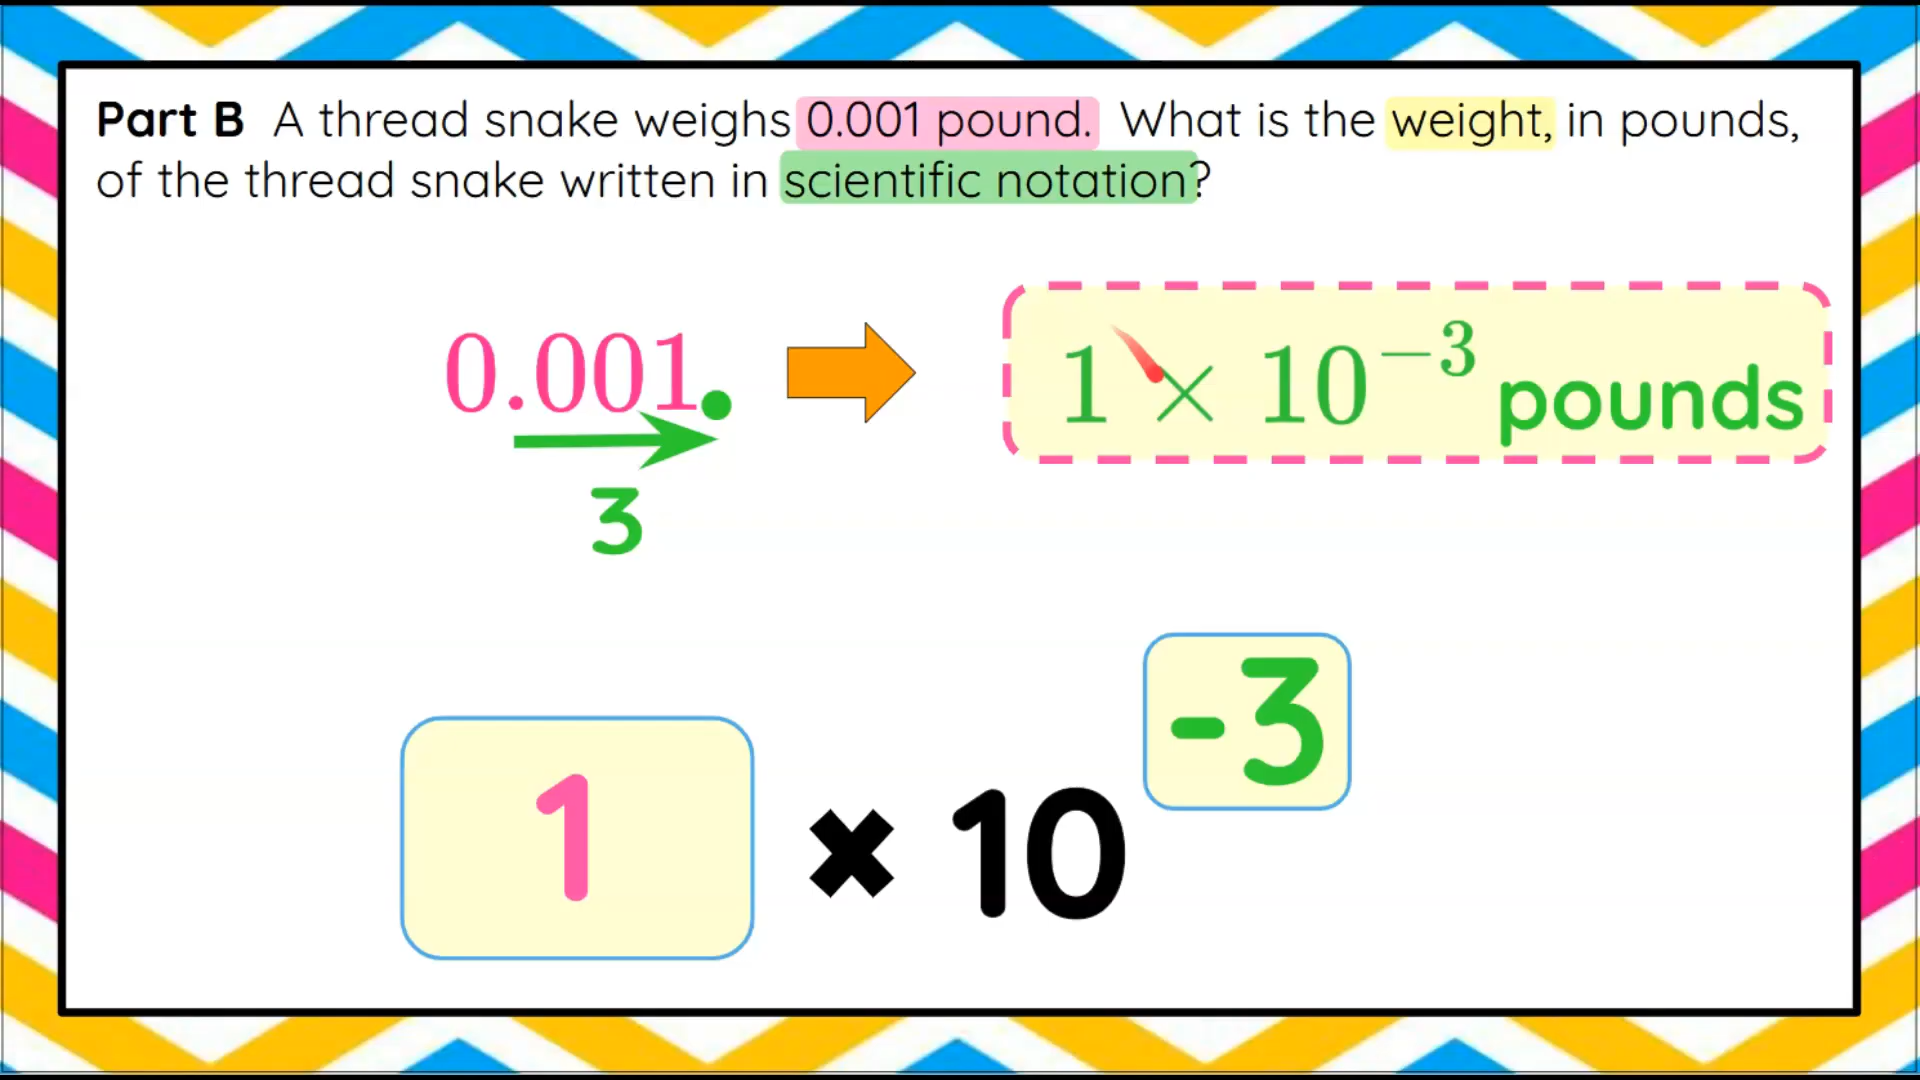 Part B A thread snake weighs 0.001 pound. What is the weight, in pounds,
of the thread snake written in scientific notation?
0.001.
1 × 10⁻³ pounds
3
1 × 10⁻³